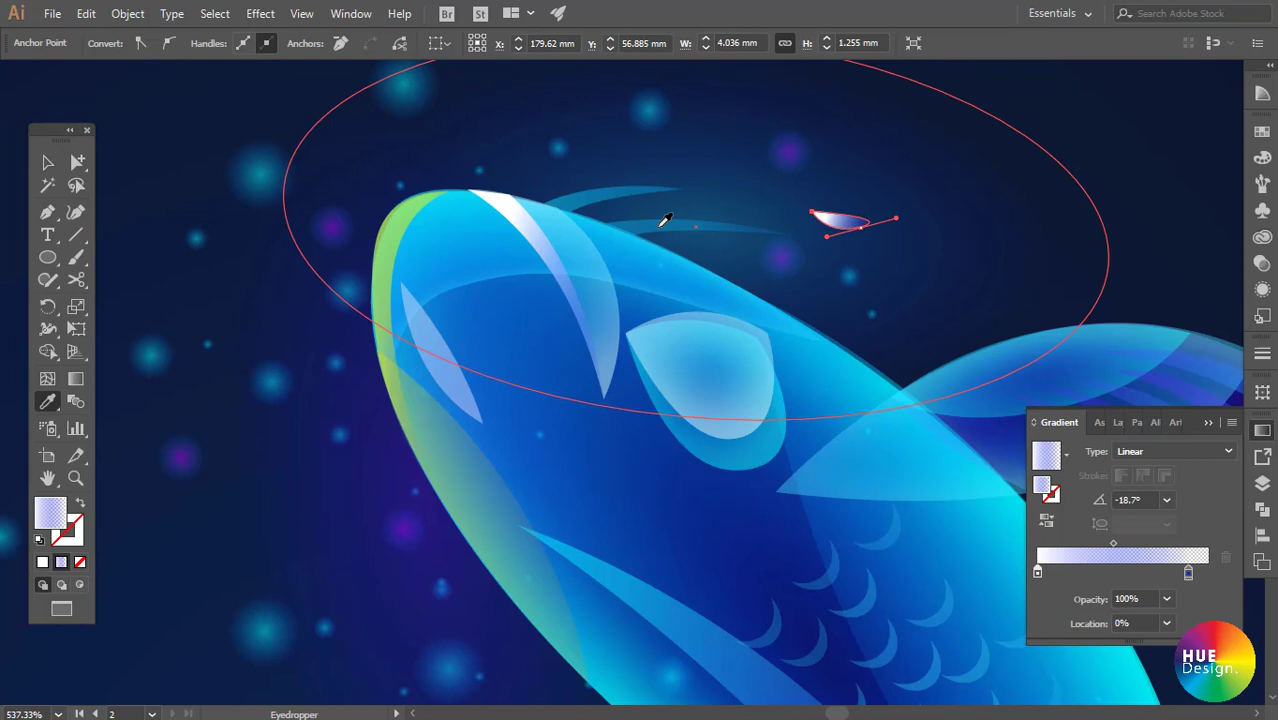 Ai File Edit Object Type Select Effect View Window Help Br St Essentials Search Adobe Stock
Anchor Point Convert: Handles: Anchors: X: 179.62 mm Y: 56.885 mm W: 4.036 mm H: 1.255 mm
Gradient As La Pa Al Art
Type: Linear
Stroke:
-18.7°
Opacity: 100%
Location: 0%
HUE
Design.
537.33% 2 Eyedropper